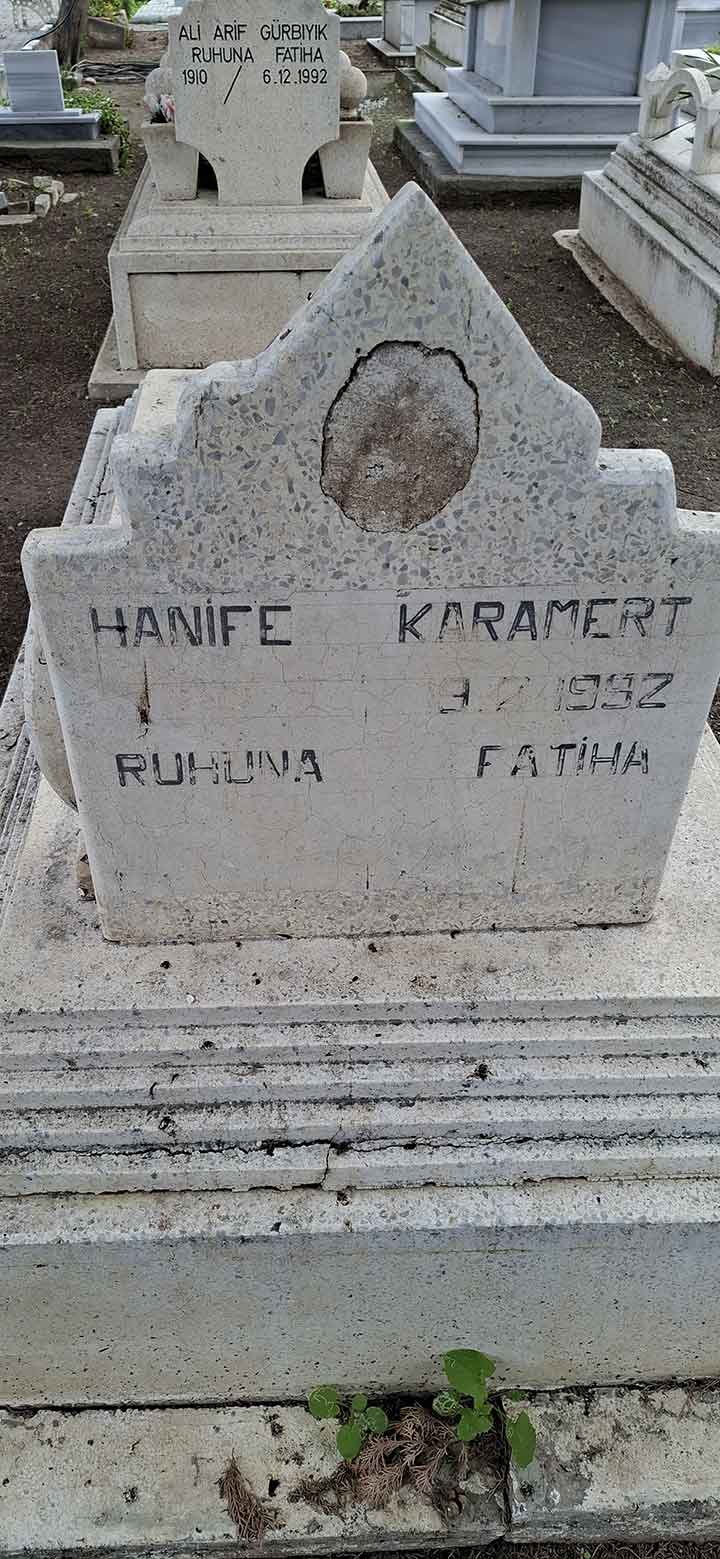 ALİ ARİF GÜRBIYIK
RUHUNA FATİHA
1910 / 6.12.1992
HANİFE KARAMERT
1992
RUHUNA FATİHA